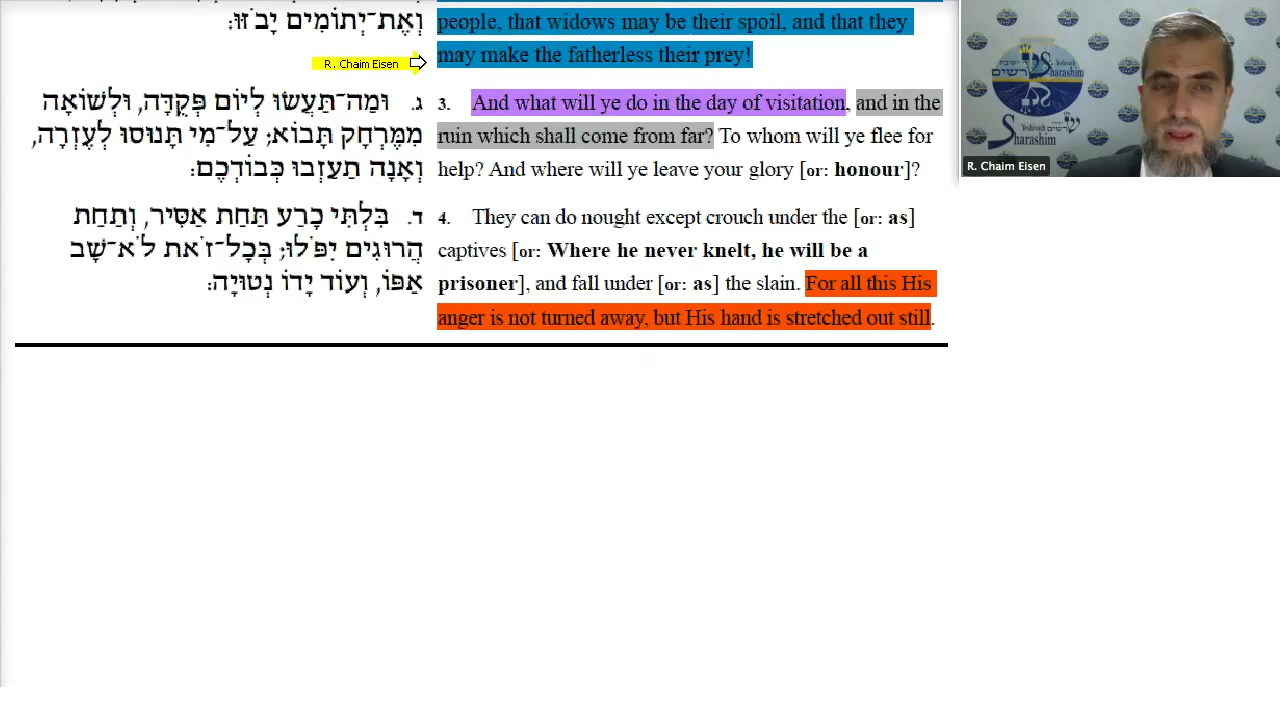 וְאֶת־יְתוֹמִים יָבֹזּוּ׃
people, that widows may be their spoil, and that they
may make the fatherless their prey!
R. Chaim Eisen
ג. וּמַה־תַּעֲשׂוּ לְיוֹם פְּקֻדָּה, וּלְשׁוֹאָה
מִמֶּרְחָק תָּבוֹא; עַל־מִי תָּנוּסוּ לְעֶזְרָה,
וְאָנָה תַעַזְבוּ כְּבוֹדְכֶם׃
3. And what will ye do in the day of visitation, and in the
ruin which shall come from far? To whom will ye flee for
help? And where will ye leave your glory [or: honour]?
ד. בִּלְתִּי כָרַע תַּחַת אַסִּיר, וְתַחַת
הֲרוּגִים יִפֹּלוּ; בְּכָל־זֹאת לֹא־שָׁב
אַפּוֹ, וְעוֹד יָדוֹ נְטוּיָה׃
4. They can do nought except crouch under the [or: as]
captives [or: Where he never knelt, he will be a
prisoner], and fall under [or: as] the slain. For all this His
anger is not turned away, but His hand is stretched out still.
ישיבת
שרשים
Yeshivath
Sharashim
Yeshivath
Sharashim
שרשים
R. Chaim Eisen